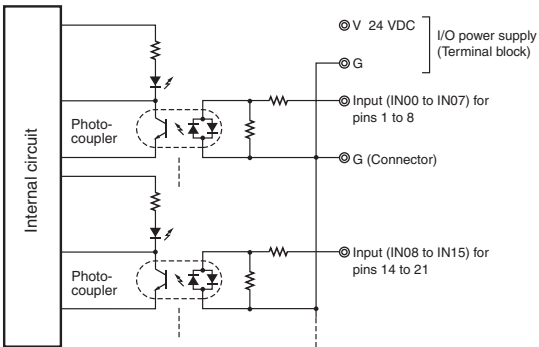 V 24 VDC
I/O power supply
(Terminal block)
G
Input (IN00 to IN07) for
pins 1 to 8
Photo-
coupler
G (Connector)
Internal circuit
Input (IN08 to IN15) for
pins 14 to 21
Photo-
coupler